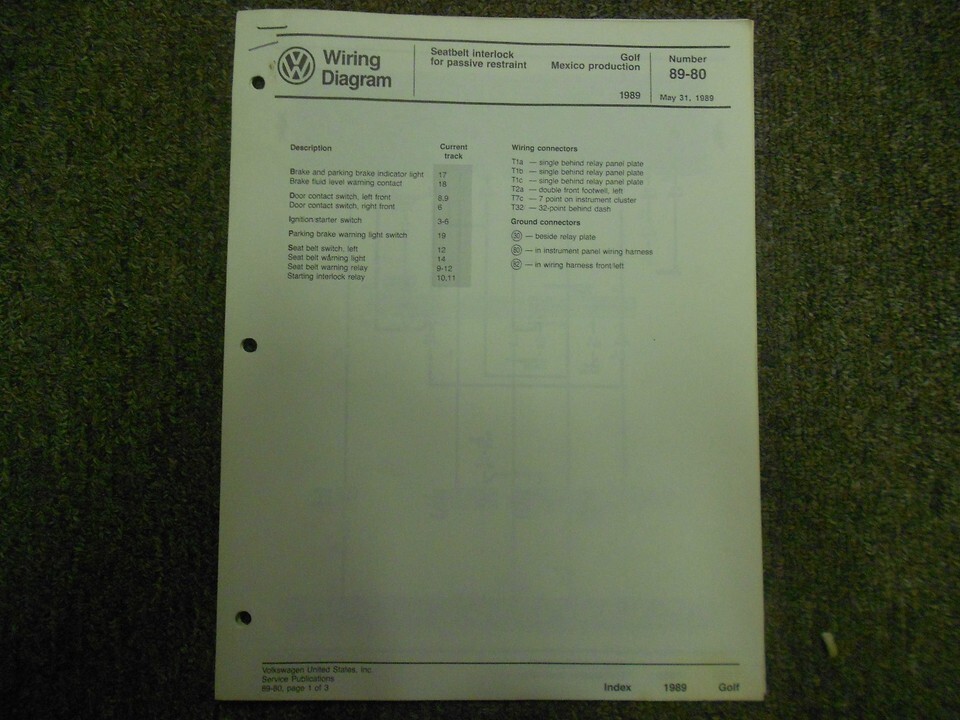 Wiring
Diagram
Seatbelt interlock
for passive restraint
Golf
Mexico production
1989
Number
89-80
May 31, 1989
Description
Current
track
Brake and parking brake indicator light 17
Brake fluid level warning contact 18
Door contact switch, left front 8,9
Door contact switch, right front 6
Ignition/starter switch 3-6
Parking brake warning light switch 19
Seat belt switch, left 12
Seat belt warning light 14
Seat belt warning relay 9-12
Starting interlock relay 10,11
Wiring connectors
T1a — single behind relay panel plate
T1b — single behind relay panel plate
T1c — single behind relay panel plate
T2a — double front footwell, left
T7c — 7 point on instrument cluster
T32 — 32-point behind dash
Ground connectors
— beside relay plate
— in instrument panel wiring harness
— in wiring harness front/left
Volkswagen United States, Inc.
Service Publications
89-80, page 1 of 3
Index 1989 Golf